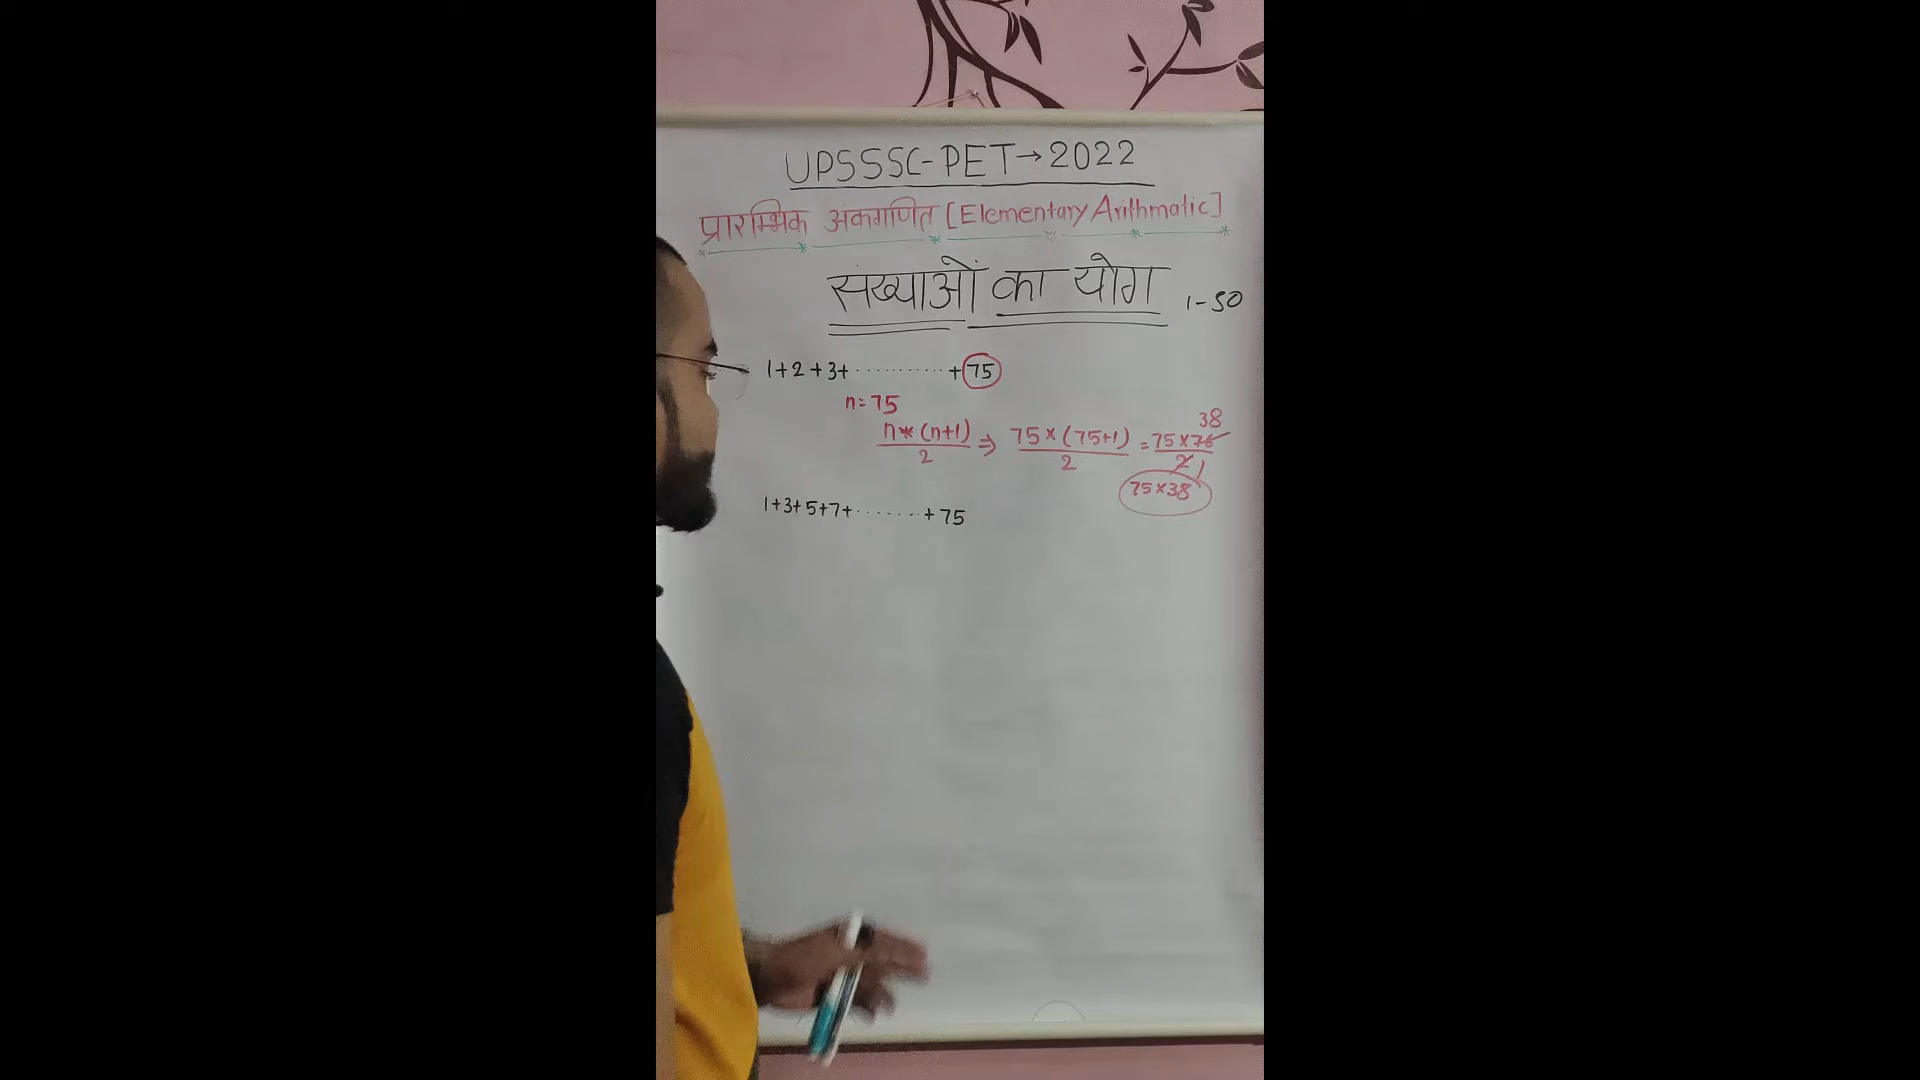 UPSSSC-PET→2022
प्रारम्भिक अंकगणित [Elementary Arithmatic]
संख्याओं का योग 1-50
1+2+3+..........+75
n=75
n*(n+1)/2 ⇒ 75×(75+1)/2 = 75×76/2 38 1
75×38
1+3+5+7+.......+75